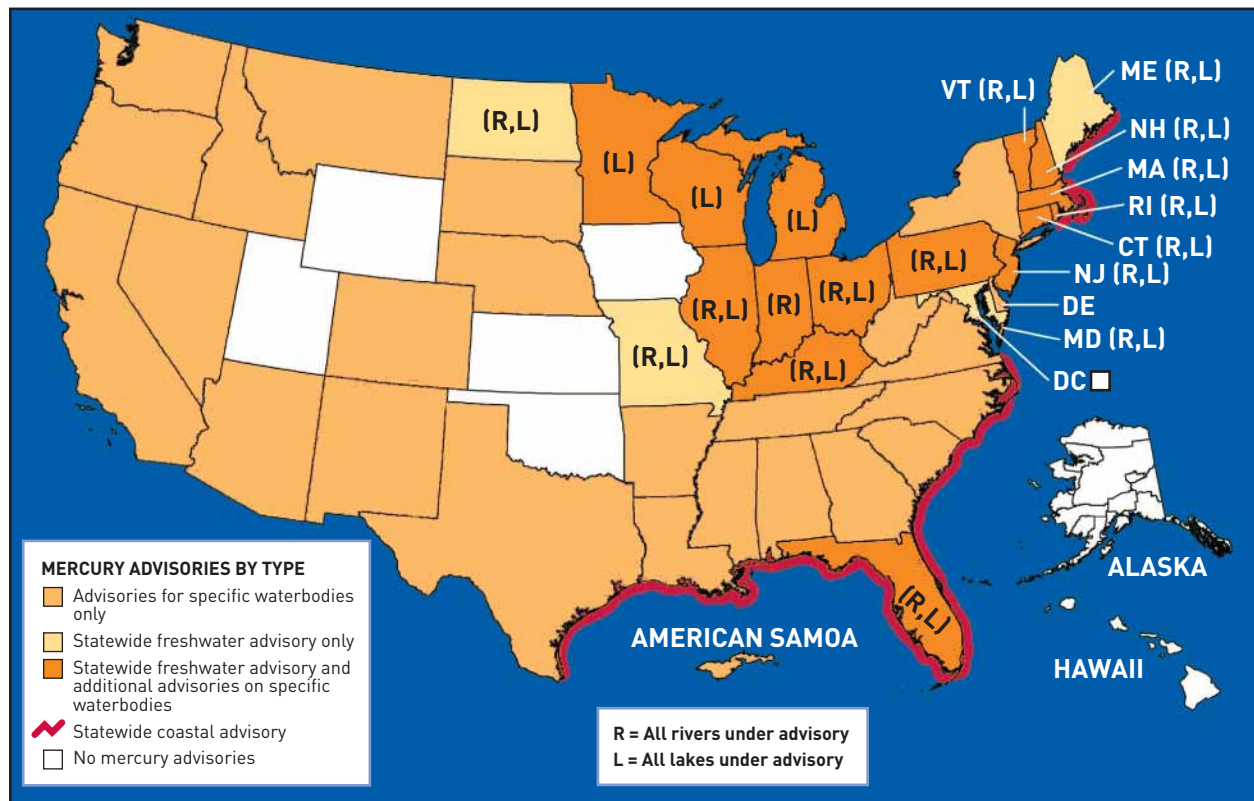 ME (R,L)
VT (R,L)
NH (R,L)
MA (R,L)
RI (R,L)
CT (R,L)
NJ (R,L)
DE
MD (R,L)
DC
(R,L)
(L)
(L)
(L)
(R,L)
(R,L)
(R)
(R,L)
(R,L)
(R,L)
(R,L)
ALASKA
HAWAII
AMERICAN SAMOA
MERCURY ADVISORIES BY TYPE
Advisories for specific waterbodies
only
Statewide freshwater advisory only
Statewide freshwater advisory and
additional advisories on specific
waterbodies
Statewide coastal advisory
No mercury advisories
R = All rivers under advisory
L = All lakes under advisory